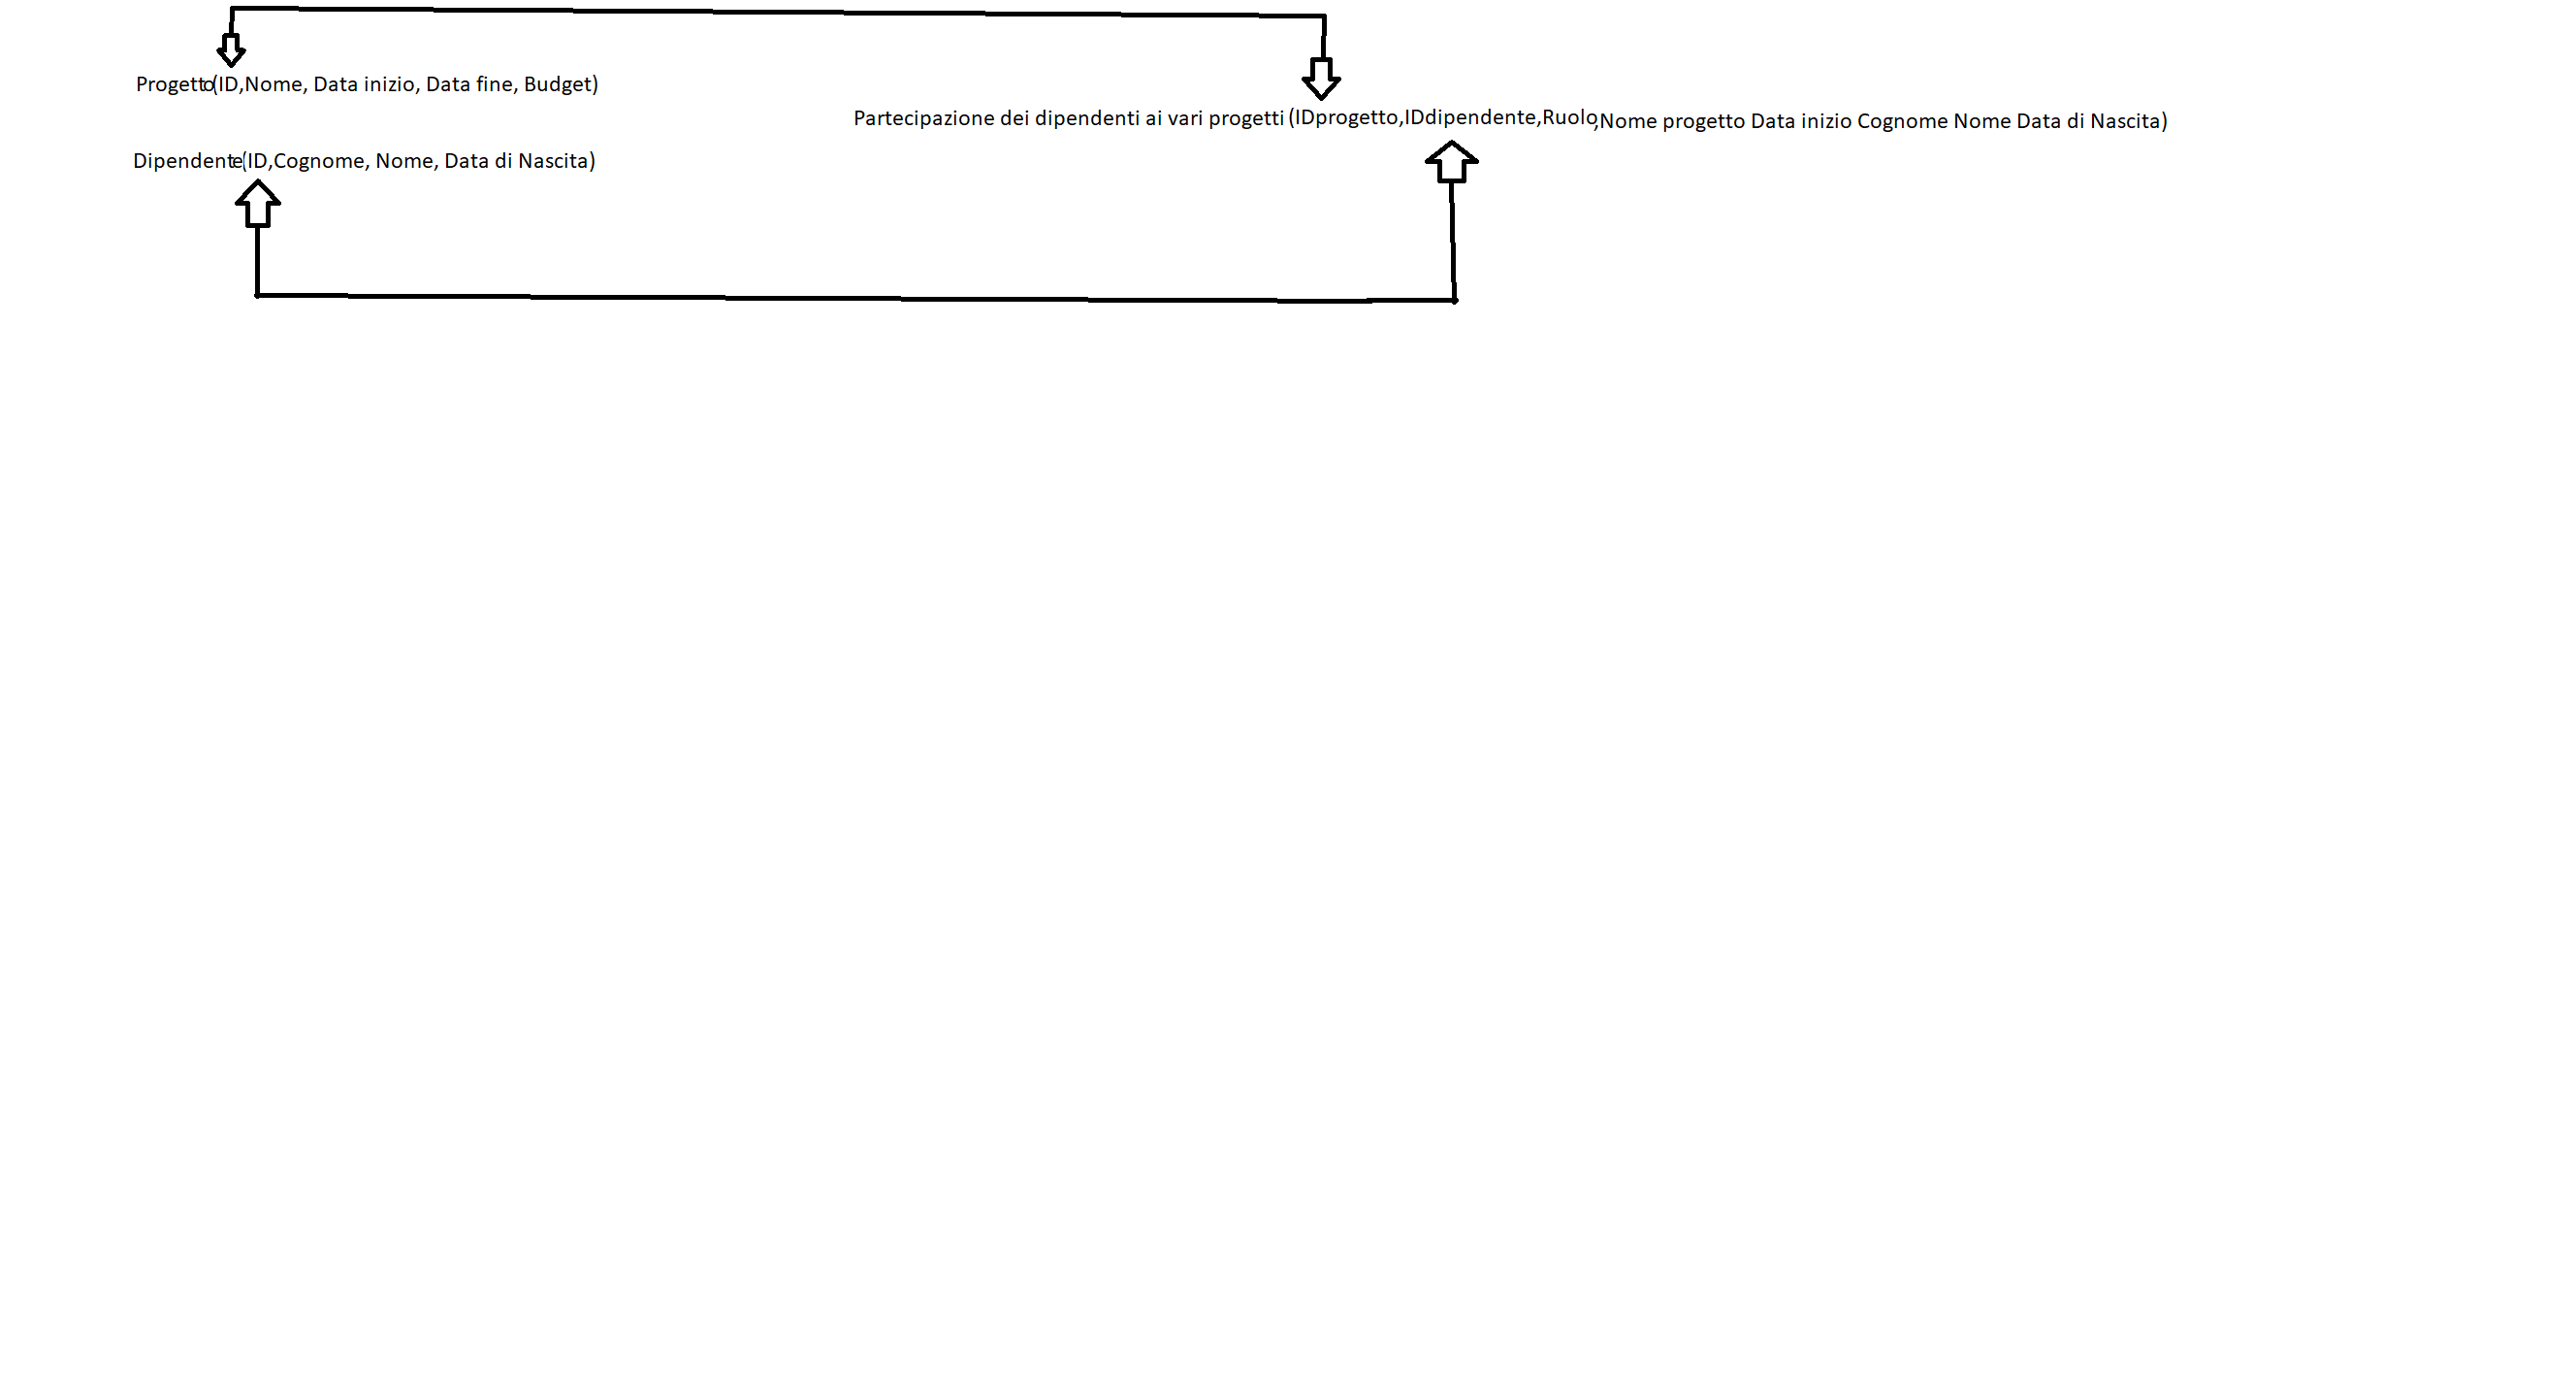 Progetto(ID,Nome, Data inizio, Data fine, Budget)
Partecipazione dei dipendenti ai vari progetti (IDprogetto,IDdipendente,Ruolo,Nome progetto Data inizio Cognome Nome Data di Nascita)
Dipendente(ID,Cognome, Nome, Data di Nascita)